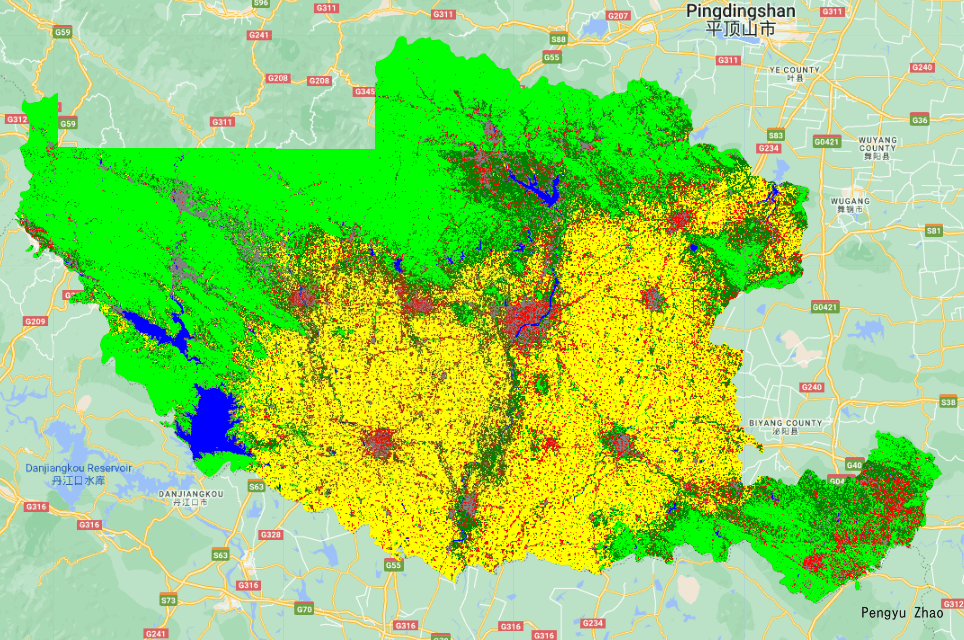 S96
G311
G311
G207
Pingdingshan
平顶山市
G311
G59
G241
S88
G55
G311
YE COUNTY
叶县
G240
G208
G208
G345
G312
G59
G311
S83
G234
G0421
G36
WUYANG
COUNTY
舞阳县
WUGANG
舞钢市
S81
G209
G0421
G240
S38
BIYANG COUNTY
泌阳县
G40
Danjiangkou Reservoir
丹江口水库
DANJIANGKOU
丹江口市
S63
G316
G316
G328
S63
G55
G316
S73
G70
G241
G316
G316
G234
G312
Pengyu Zhao